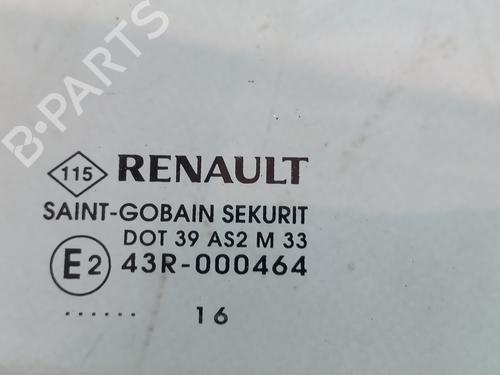 B-PARTS
115 RENAULT
SAINT-GOBAIN SEKURIT
DOT 39 AS2 M 33
E2 43R-000464
...... 16